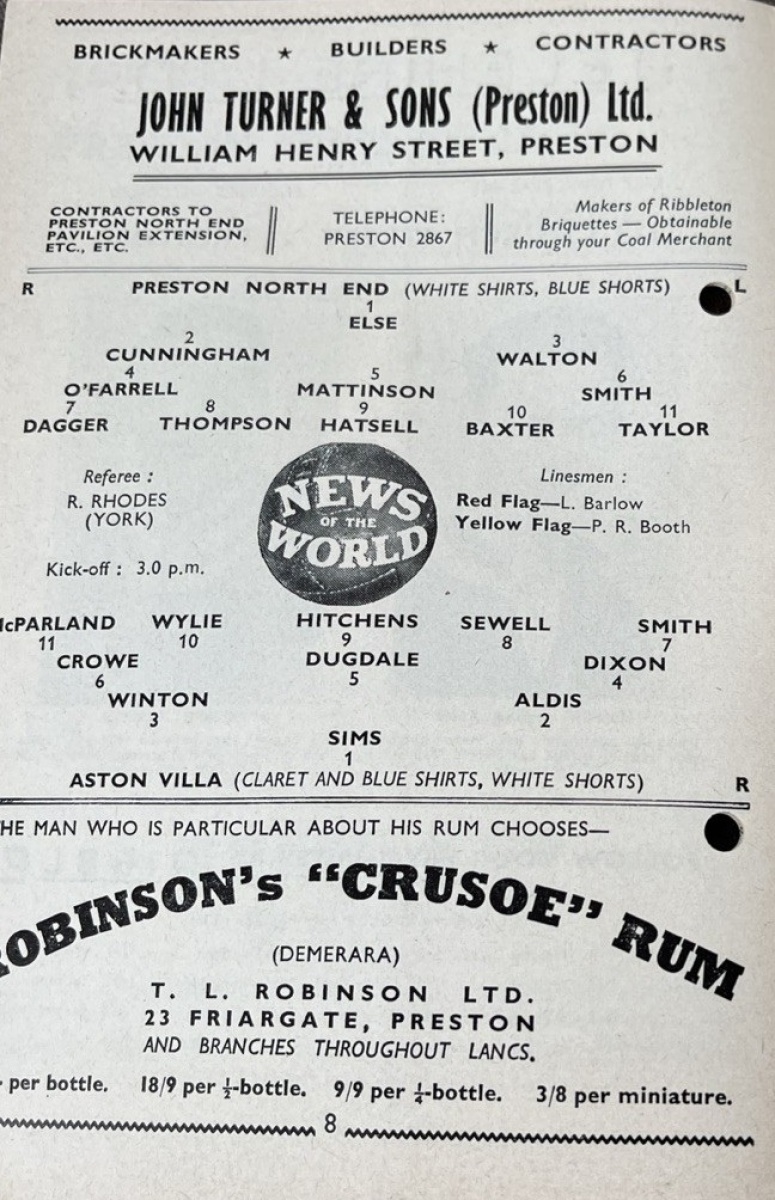 BRICKMAKERS ★ BUILDERS ★ CONTRACTORS
JOHN TURNER & SONS (Preston) Ltd.
WILLIAM HENRY STREET, PRESTON
CONTRACTORS TO
PRESTON NORTH END
PAVILION EXTENSION,
ETC., ETC.
TELEPHONE:
PRESTON 2867
Makers of Ribbleton
Briquettes — Obtainable
through your Coal Merchant
R PRESTON NORTH END (WHITE SHIRTS, BLUE SHORTS) L
1
ELSE
2 3
CUNNINGHAM WALTON
4 5 6
O'FARRELL MATTINSON SMITH
7 8 9 10 11
DAGGER THOMPSON HATSELL BAXTER TAYLOR
Referee :
R. RHODES
(YORK)
Kick-off : 3.0 p.m.
NEWS
OF THE
WORLD
Linesmen :
Red Flag—L. Barlow
Yellow Flag—P. R. Booth
McPARLAND WYLIE HITCHENS SEWELL SMITH
11 10 9 8 7
CROWE DUGDALE DIXON
6 5 4
WINTON ALDIS
3 2
SIMS
1
ASTON VILLA (CLARET AND BLUE SHIRTS, WHITE SHORTS) R
HE MAN WHO IS PARTICULAR ABOUT HIS RUM CHOOSES—
ROBINSON's "CRUSOE" RUM
(DEMERARA)
T. L. ROBINSON LTD.
23 FRIARGATE, PRESTON
AND BRANCHES THROUGHOUT LANCS.
per bottle. 18/9 per ½-bottle. 9/9 per ¼-bottle. 3/8 per miniature.
8